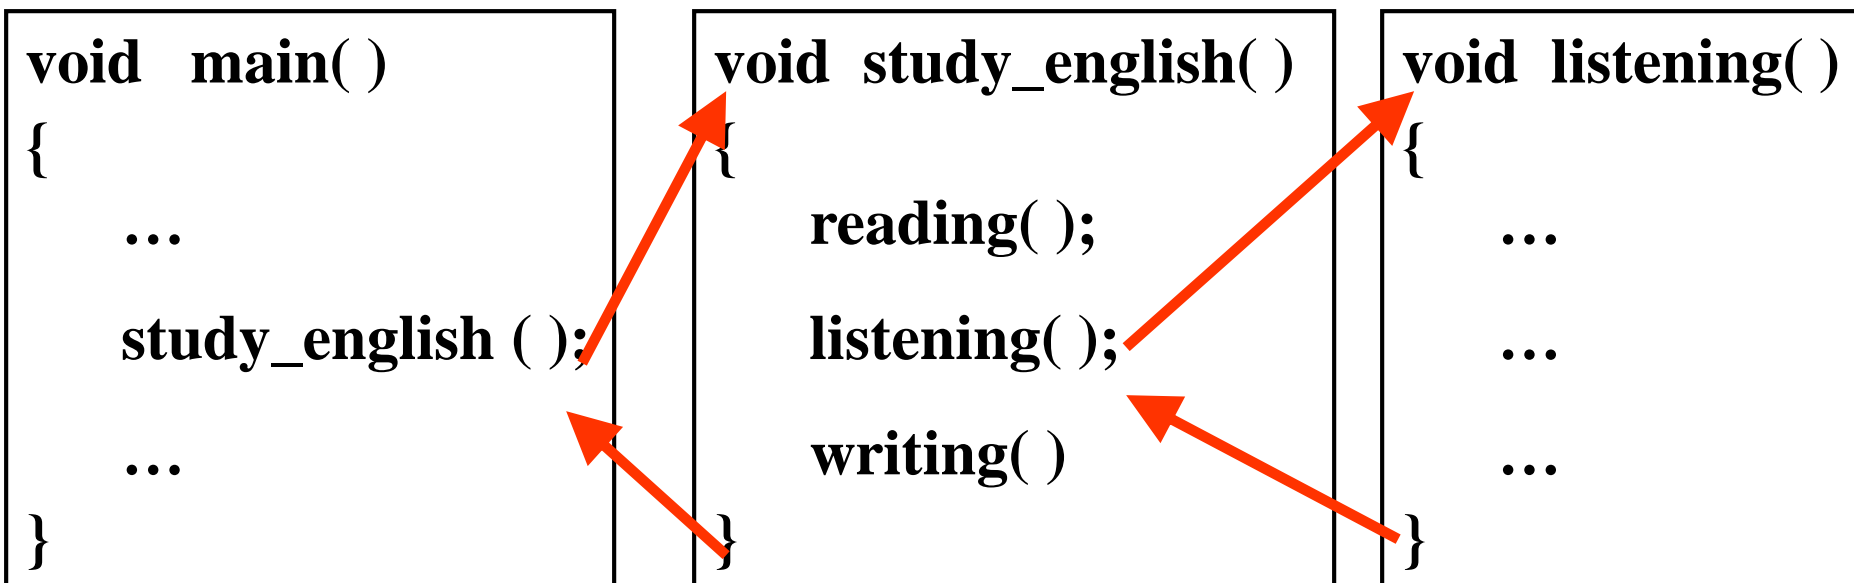 void main( )
{
…
study_english ( );
…
}
void study_english( )
{
reading( );
listening( );
writing( )
}
void listening( )
{
…
…
…
}